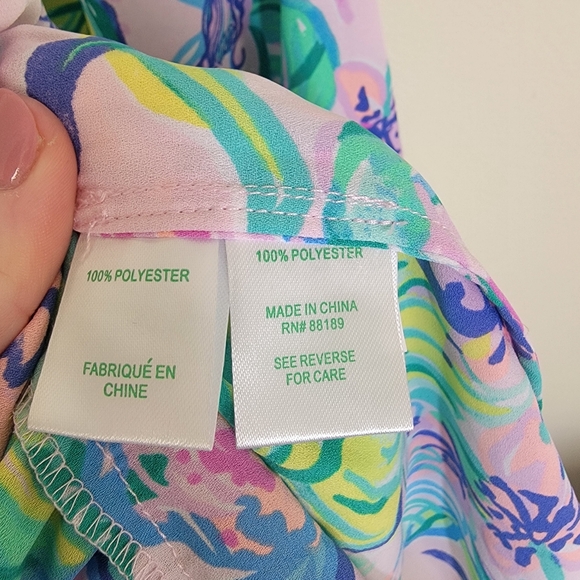 100% POLYESTER
FABRIQUÉ EN
CHINE
100% POLYESTER
MADE IN CHINA
RN# 88189
SEE REVERSE
FOR CARE